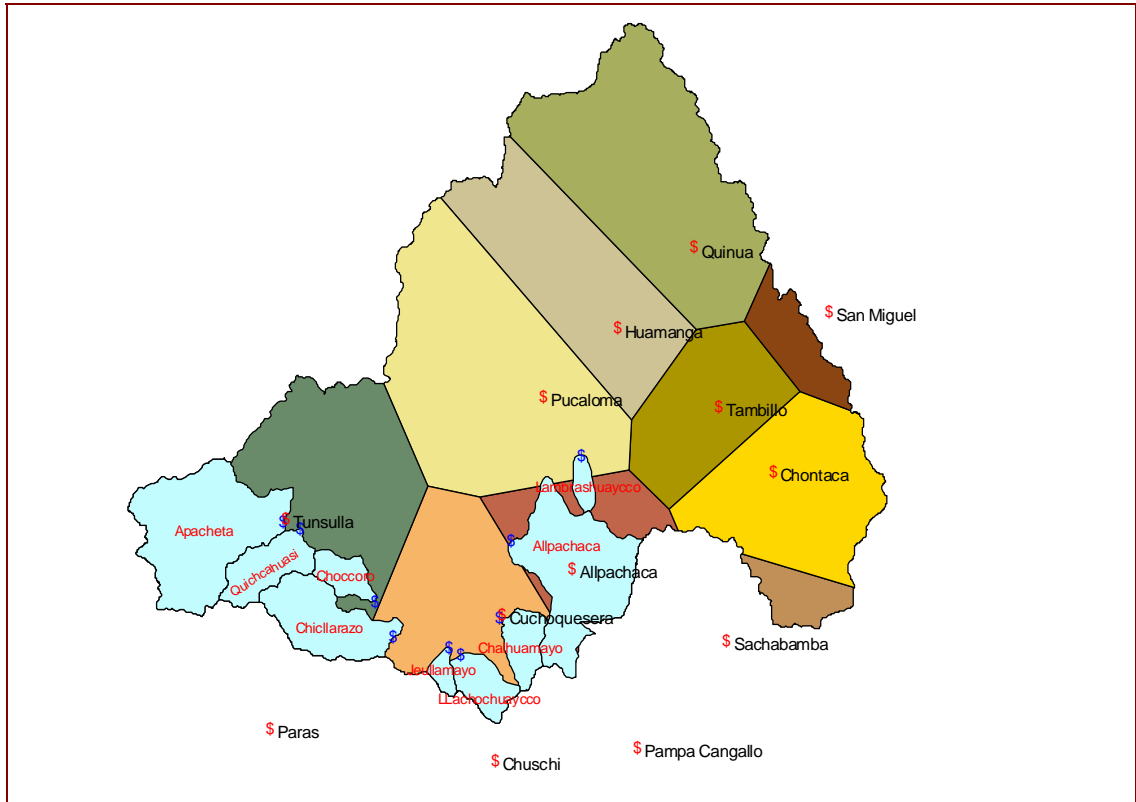 $ Quinua
$ San Miguel
$ Huamanga
$ Pucaloma
$ Tambillo
$
$ Chontaca
Lambrashuaycco
$ $ Tunsulla
$
Apacheta
$
Allpachaca
Quichcahuasi
Choccoro
$ Allpachaca
$
$ $ Cuchoquesera
Chicllarazo
$
Chalhuamayo
$ Sachabamba
$ $
Jeullamayo
LLachochuaycco
$ Paras
$ Pampa Cangallo
$ Chuschi